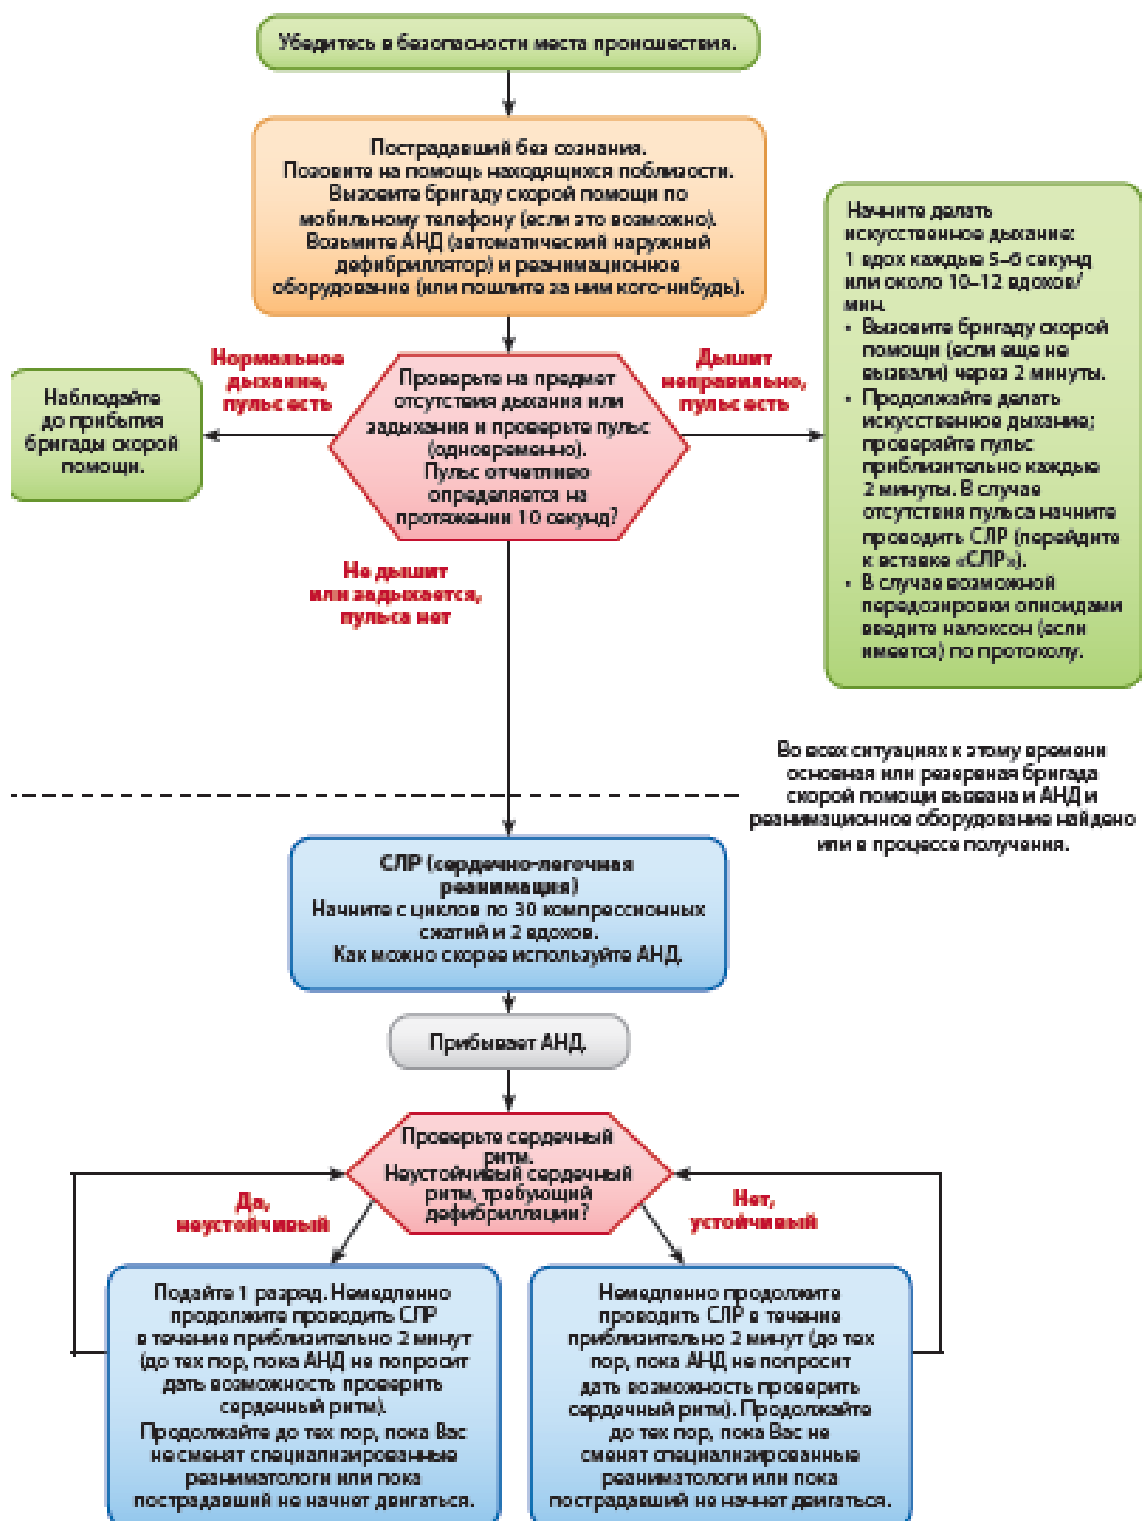 Убедитесь в безопасности места происшествия.
Пострадавший без сознания.
Позовите на помощь находящихся поблизости.
Вызовите бригаду скорой помощи по
мобильному телефону (если это возможно).
Возьмите АНД (автоматический наружный
дефибриллятор) и реанимационное
оборудование (или пошлите за ним кого-нибудь).
Нормальное
дыхание,
пульс есть
Наблюдайте
до прибытия
бригады скорой
помощи.
Проверьте на предмет
отсутствия дыхания или
задыхания и проверьте пульс
(одновременно).
Пульс отчетливо
определяется на
протяжении 10 секунд?
Дышит
неправильно,
пульс есть
Начните делать
искусственное дыхание:
1 вдох каждые 5–6 секунд
или около 10–12 вдохов/
мин.
• Вызовите бригаду скорой
помощи (если еще не
вызвали) через 2 минуты.
• Продолжайте делать
искусственное дыхание;
проверяйте пульс
приблизительно каждые
2 минуты. В случае
отсутствия пульса начните
проводить СЛР (перейдите
к вставке «СЛР»).
• В случае возможной
передозировки опиоидами
введите налоксон (если
имеется) по протоколу.
Не дышит
или задыхается,
пульса нет
Во всех ситуациях к этому времени
основная или резервная бригада
скорой помощи вызвана и АНД и
реанимационное оборудование найдено
или в процессе получения.
СЛР (сердечно-легочная
реанимация)
Начните с циклов по 30 компрессионных
сжатий и 2 вдохов.
Как можно скорее используйте АНД.
Прибывает АНД.
Проверьте сердечный
ритм.
Неустойчивый сердечный
ритм, требующий
дефибрилляции?
Да,
неустойчивый
Нет,
устойчивый
Подайте 1 разряд. Немедленно
продолжите проводить СЛР
в течение приблизительно 2 минут
(до тех пор, пока АНД не попросит
дать возможность проверить
сердечный ритм).
Продолжайте до тех пор, пока Вас
не сменят специализированные
реаниматологи или пока
пострадавший не начнет двигаться.
Немедленно продолжите
проводить СЛР в течение
приблизительно 2 минут (до тех
пор, пока АНД не попросит
дать возможность проверить
сердечный ритм). Продолжайте
до тех пор, пока Вас не
сменят специализированные
реаниматологи или пока
пострадавший не начнет двигаться.